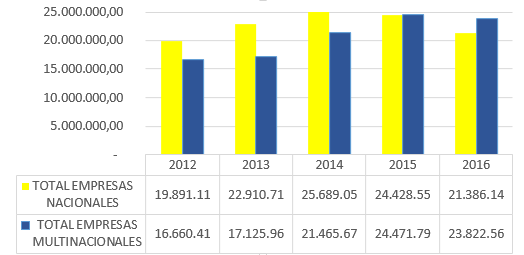 25.000.000,00
20.000.000,00
15.000.000,00
10.000.000,00
5.000.000,00
-
2012 2013 2014 2015 2016
TOTAL EMPRESAS
NACIONALES
19.891.11 22.910.71 25.689.05 24.428.55 21.386.14
TOTAL EMPRESAS
MULTINACIONALES
16.660.41 17.125.96 21.465.67 24.471.79 23.822.56